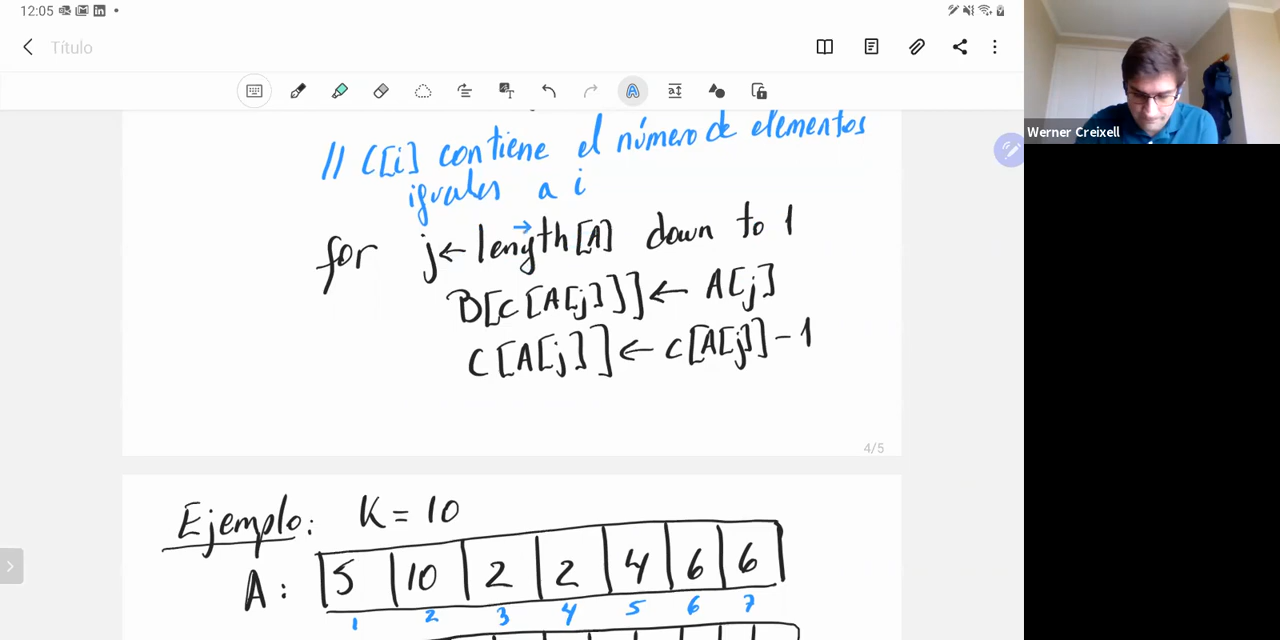 12:05
Título
// C[i] contiene el número de elementos
iguales a i
for j ← length[A] down to 1
B[C[A[j]]] ← A[j]
C[A[j]] ← C[A[j]] - 1
4/5
Ejemplo: K = 10
A: 5 10 2 2 4 6 6
1 2 3 4 5 6 7
Werner Creixell